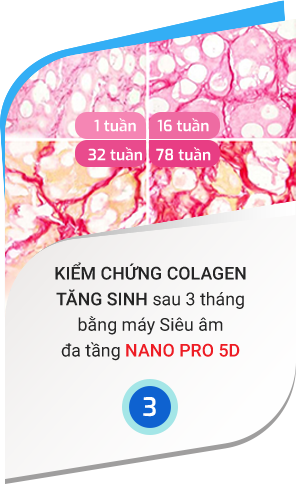 1 tuần 16 tuần
32 tuần 78 tuần
KIỂM CHỨNG COLAGEN
TĂNG SINH sau 3 tháng
bằng máy Siêu âm
đa tầng NANO PRO 5D
3